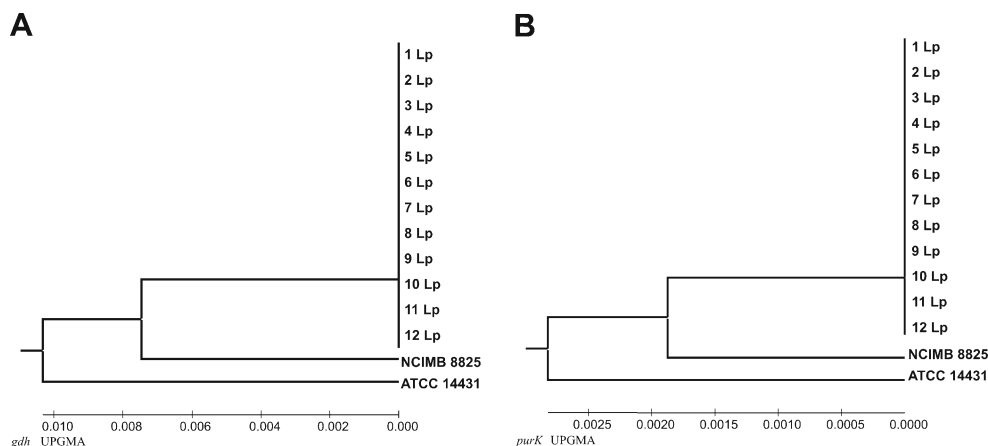 A
1 Lp
2 Lp
3 Lp
4 Lp
5 Lp
6 Lp
7 Lp
8 Lp
9 Lp
10 Lp
11 Lp
12 Lp
NCIMB 8825
ATCC 14431
0.010 0.008 0.006 0.004 0.002 0.000
gdh UPGMA
B
1 Lp
2 Lp
3 Lp
4 Lp
5 Lp
6 Lp
7 Lp
8 Lp
9 Lp
10 Lp
11 Lp
12 Lp
NCIMB 8825
ATCC 14431
0.0025 0.0020 0.0015 0.0010 0.0005 0.0000
purK UPGMA